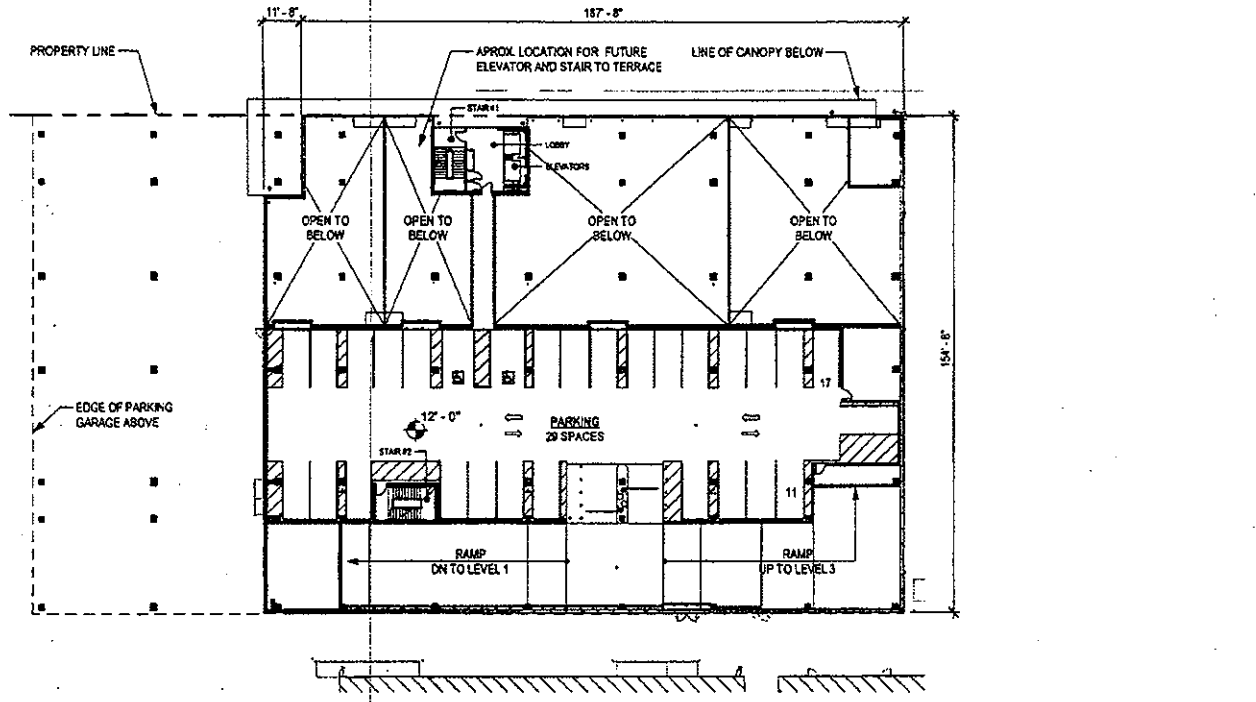 11'-8"
187'-8"
PROPERTY LINE
APROX. LOCATION FOR FUTURE
ELEVATOR AND STAIR TO TERRACE
LINE OF CANOPY BELOW
STAIR #1
LOBBY
ELEVATORS
OPEN TO
BELOW
OPEN TO
BELOW
OPEN TO
BELOW
OPEN TO
BELOW
154'-8"
17
EDGE OF PARKING
GARAGE ABOVE
12'-0"
PARKING
29 SPACES
STAIR #2
11
RAMP
DN TO LEVEL 1
RAMP
UP TO LEVEL 3